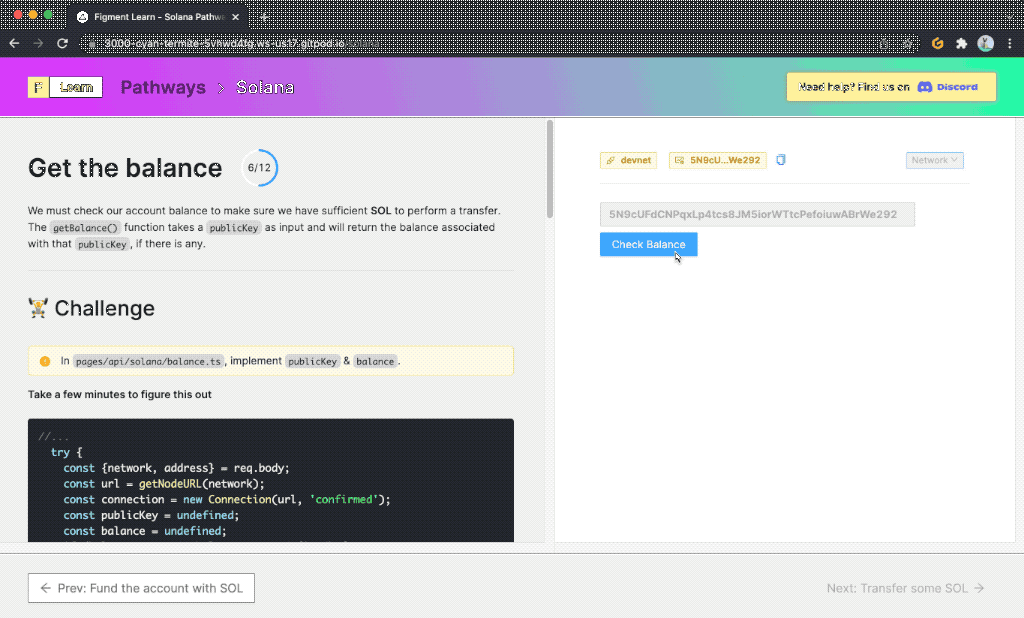 Figment Learn - Solana Pathw
3000-cyan-termite-5vhwd4fg.ws-us17.gitpod.io/solana
F Learn
Pathways > Solana
Need help? Find us on Discord
Get the balance
6/12
We must check our account balance to make sure we have sufficient SOL to perform a transfer.
The getBalance() function takes a publicKey as input and will return the balance associated
with that publicKey, if there is any.
🏋️ Challenge
In pages/api/solana/balance.ts, implement publicKey & balance.
Take a few minutes to figure this out
//...
try {
const {network, address} = req.body;
const url = getNodeURL(network);
const connection = new Connection(url, 'confirmed');
const publicKey = undefined;
const balance = undefined;
devnet
5N9cU...We292
Network
5N9cUFdCNPqxLp4tcs8JM5iorWTtcPefoiuwABrWe292
Check Balance
← Prev: Fund the account with SOL
Next: Transfer some SOL →